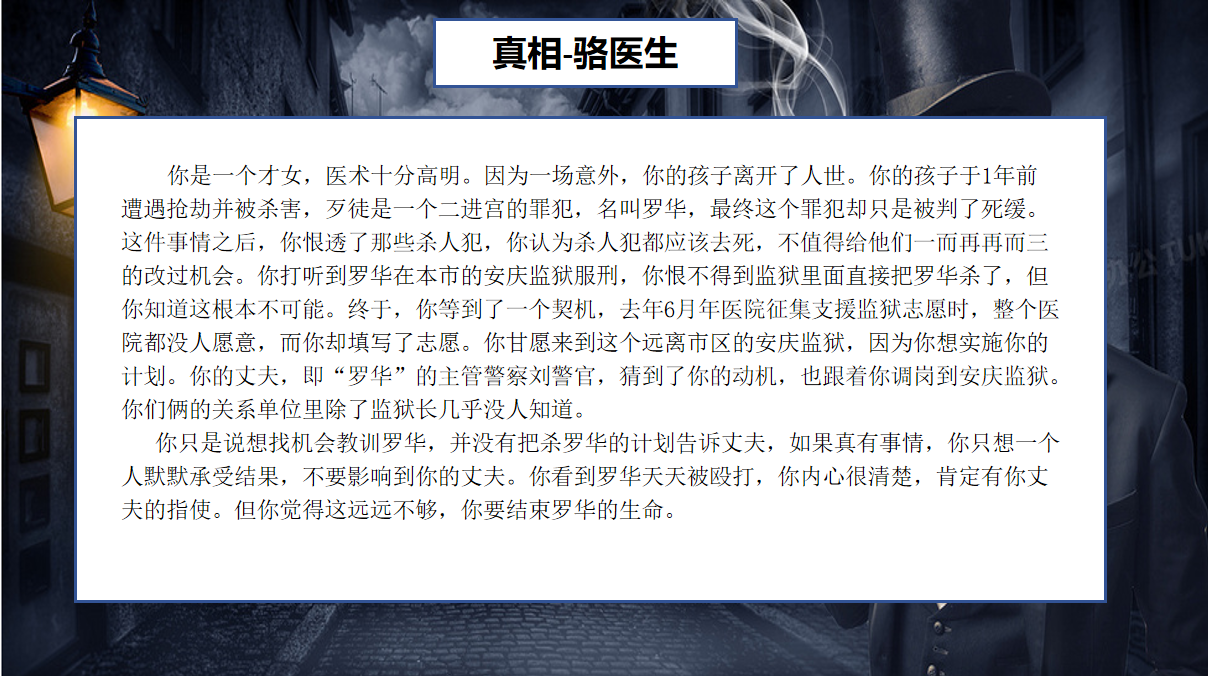 真相-骆医生
你是一个才女，医术十分高明。因为一场意外，你的孩子离开了人世。你的孩子于1年前
遭遇抢劫并被杀害，歹徒是一个二进宫的罪犯，名叫罗华，最终这个罪犯却只是被判了死缓。
这件事情之后，你恨透了那些杀人犯，你认为杀人犯都应该去死，不值得给他们一而再再而三
的改过机会。你打听到罗华在本市的安庆监狱服刑，你恨不得到监狱里面直接把罗华杀了，但
你知道这根本不可能。终于，你等到了一个契机，去年6月年医院征集支援监狱志愿时，整个医
院都没人愿意，而你却填写了志愿。你甘愿来到这个远离市区的安庆监狱，因为你想实施你的
计划。你的丈夫，即“罗华”的主管警察刘警官，猜到了你的动机，也跟着你调岗到安庆监狱。
你们俩的关系单位里除了监狱长几乎没人知道。
你只是说想找机会教训罗华，并没有把杀罗华的计划告诉丈夫，如果真有事情，你只想一个
人默默承受结果，不要影响到你的丈夫。你看到罗华天天被殴打，你内心很清楚，肯定有你丈
夫的指使。但你觉得这远远不够，你要结束罗华的生命。